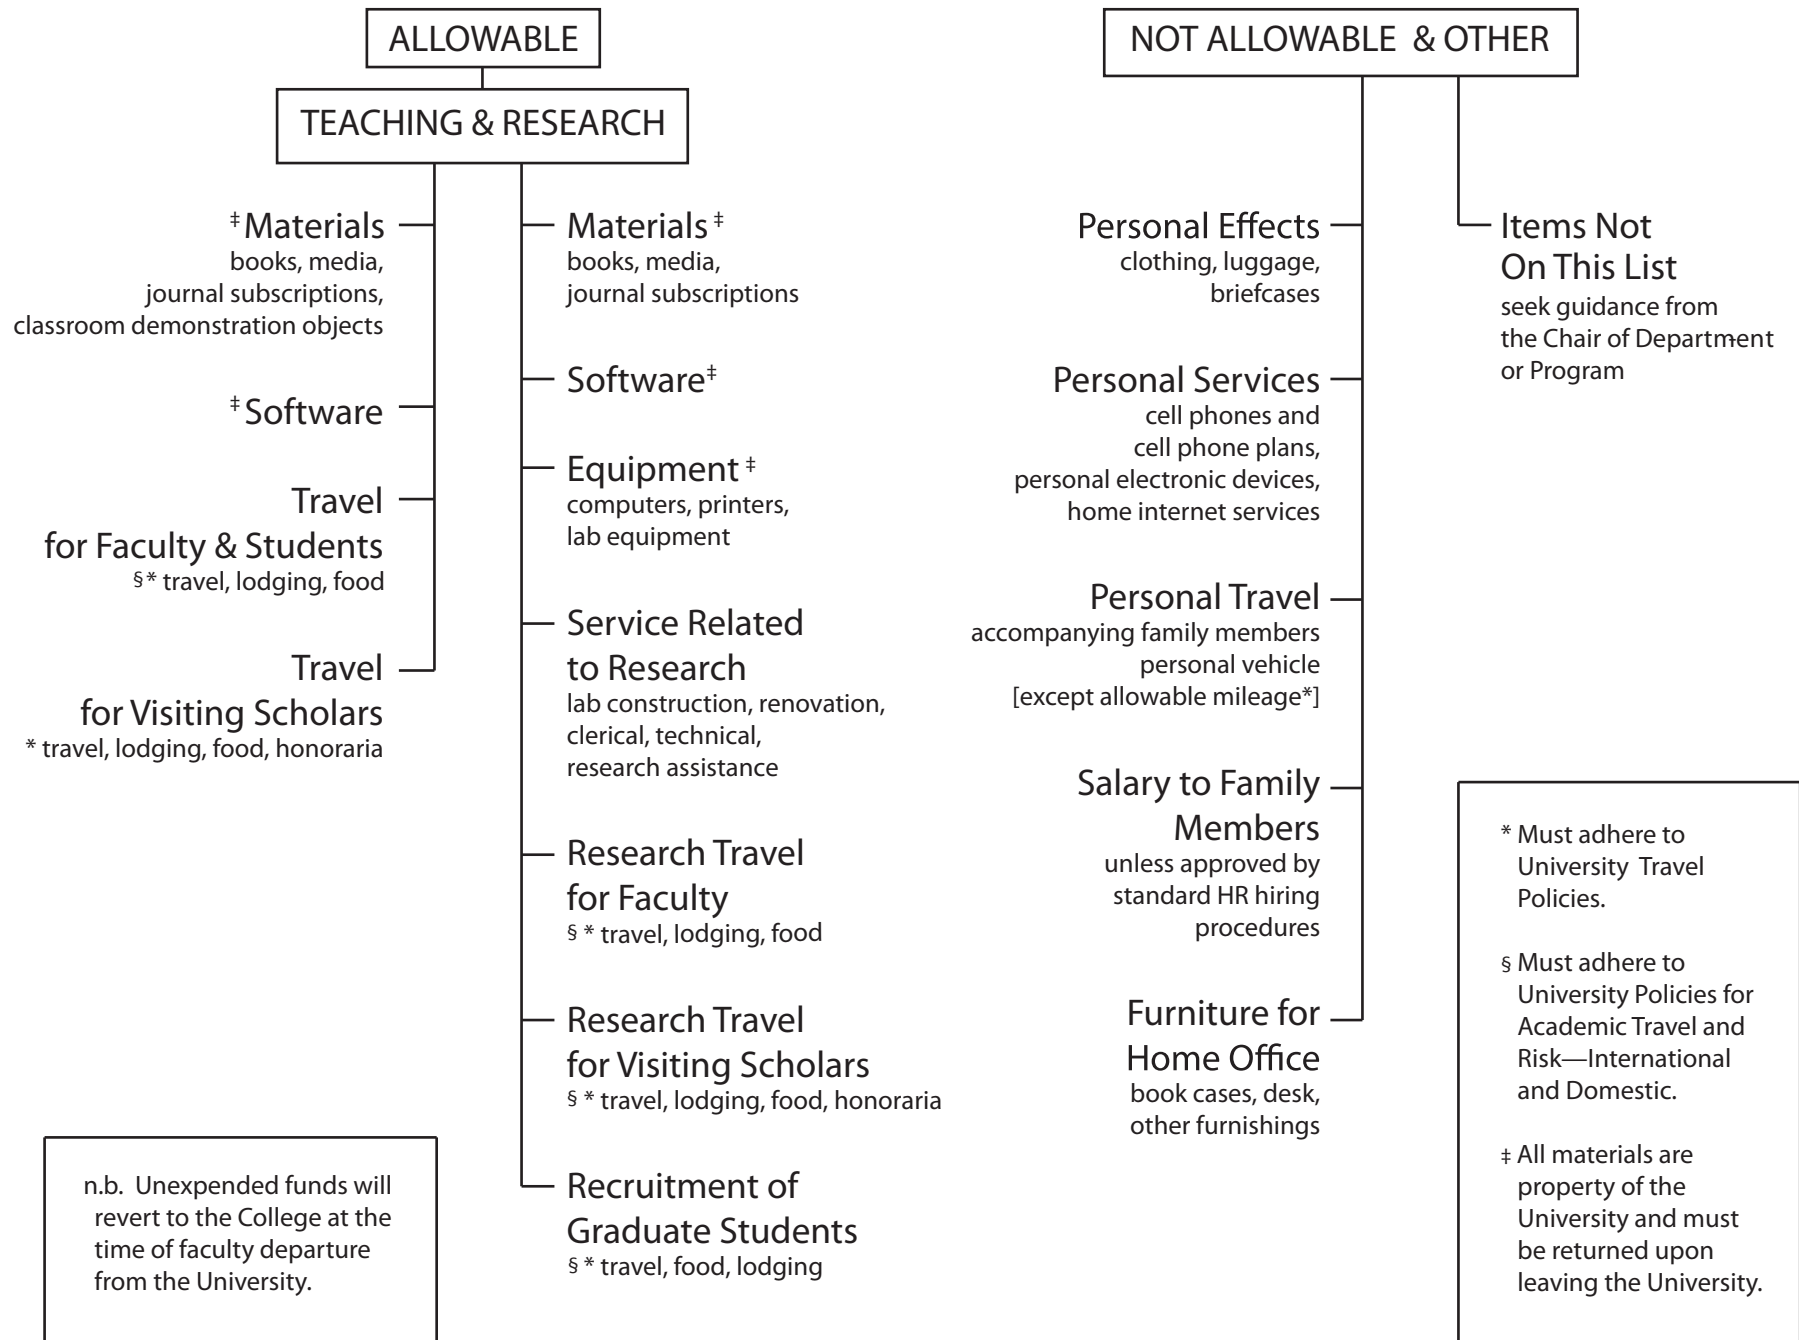 ALLOWABLE
TEACHING & RESEARCH
‡ Materials
books, media,
journal subscriptions,
classroom demonstration objects
‡ Software
Travel
for Faculty & Students
§ * travel, lodging, food
Travel
for Visiting Scholars
* travel, lodging, food, honoraria
Materials ‡
books, media,
journal subscriptions
Software‡
Equipment ‡
computers, printers,
lab equipment
Service Related
to Research
lab construction, renovation,
clerical, technical,
research assistance
Research Travel
for Faculty
§ * travel, lodging, food
Research Travel
for Visiting Scholars
§ * travel, lodging, food, honoraria
Recruitment of
Graduate Students
§ * travel, food, lodging
n.b. Unexpended funds will
revert to the College at the
time of faculty departure
from the University.
NOT ALLOWABLE & OTHER
Personal Effects
clothing, luggage,
briefcases
Personal Services
cell phones and
cell phone plans,
personal electronic devices,
home internet services
Personal Travel
accompanying family members
personal vehicle
[except allowable mileage*]
Salary to Family
Members
unless approved by
standard HR hiring
procedures
Furniture for
Home Office
book cases, desk,
other furnishings
Items Not
On This List
seek guidance from
the Chair of Department
or Program
* Must adhere to
University Travel
Policies.
§ Must adhere to
University Policies for
Academic Travel and
Risk—International
and Domestic.
‡ All materials are
property of the
University and must
be returned upon
leaving the University.